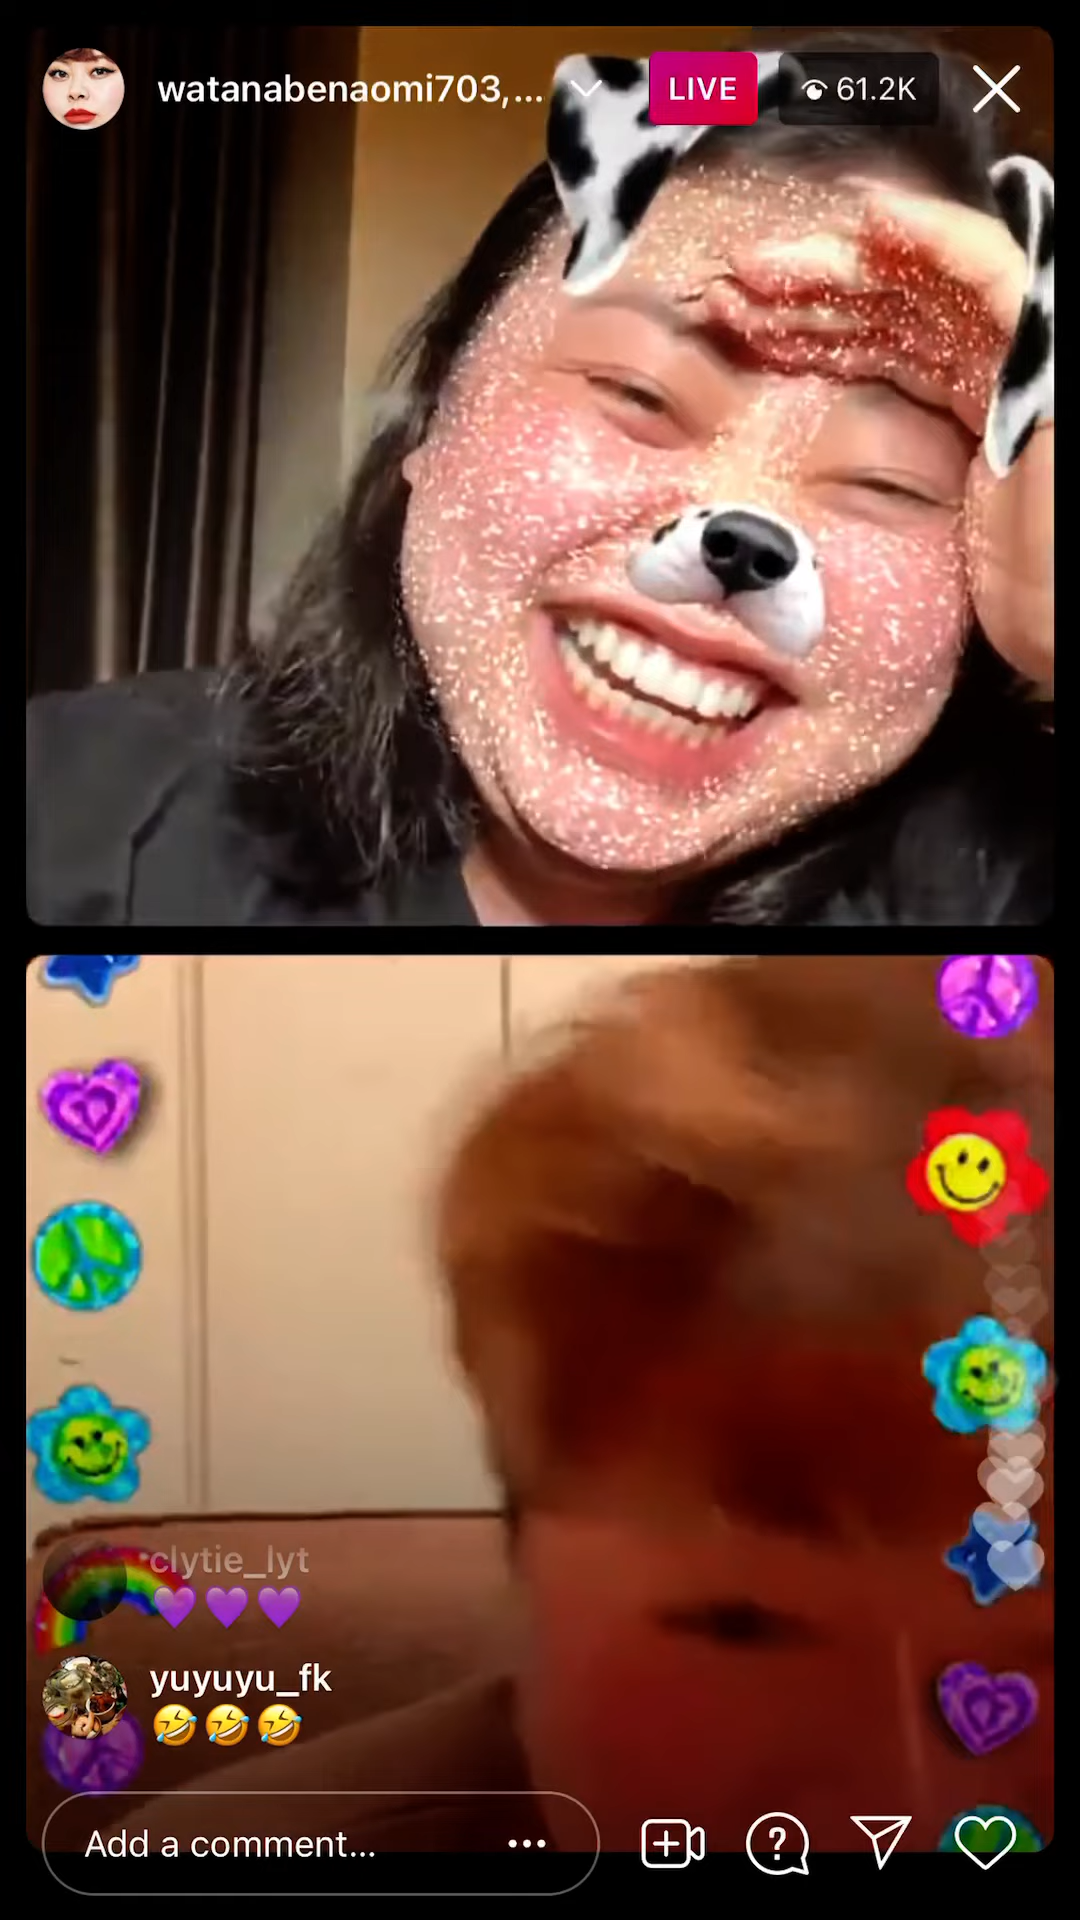 watanabenaomi703,...
LIVE
61.2K
clytie_lyt
💜💜💜
yuyuyu_fk
🤣🤣🤣
Add a comment...